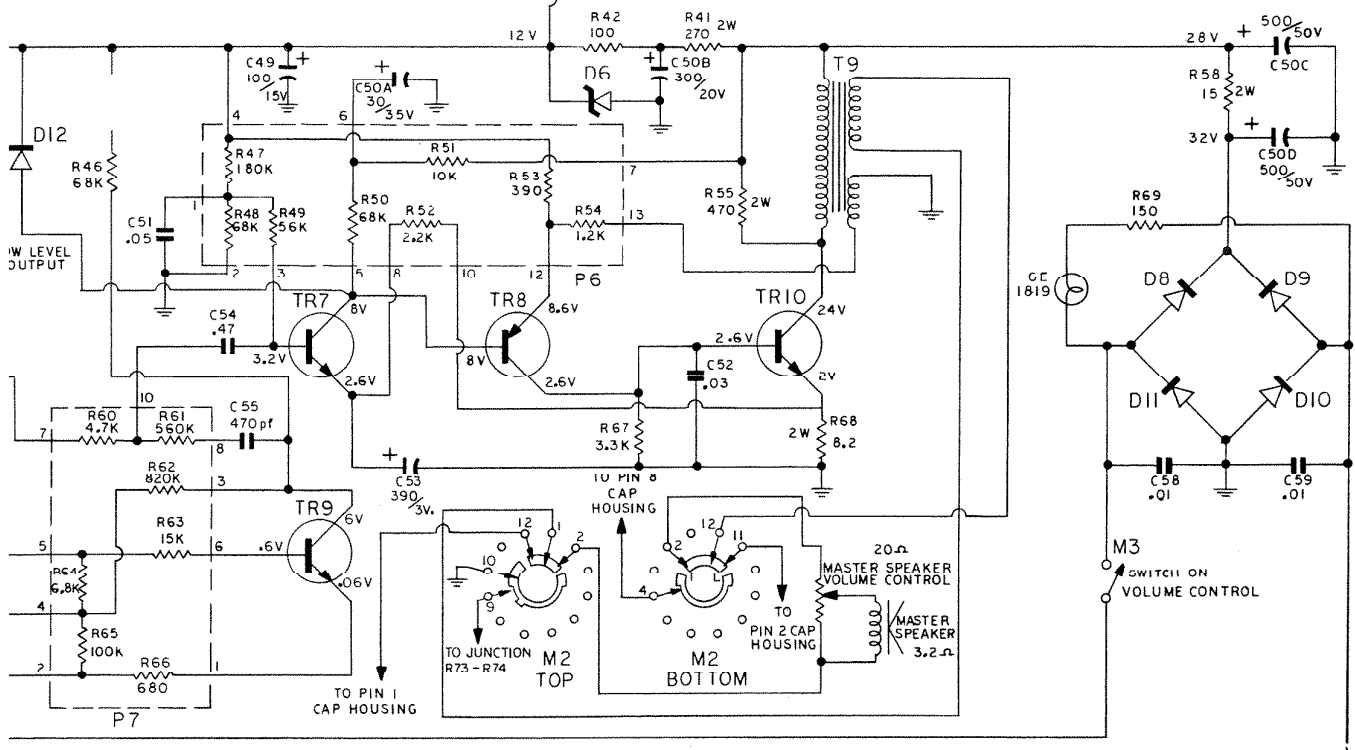 R42
100
R41
270 2W
12V
28V
500/50V
C50C
C49
100/15V
C50A
30/35V
D6
C50B
300/20V
T9
R58
15 2W
32V
C50D
500/50V
D12
R46
68K
4
6
R47
180K
R51
10K
R53
390
7
R55
470
2W
R69
150
C51
.05
1
R48
68K
R49
56K
R50
68K
R52
2.2K
R54
1.2K
13
OW LEVEL
OUTPUT
2
3
5
8
10
12
P6
GE
1819
D8
D9
TR7
8V
TR8
8.6V
TR10
24V
C54
.47
3.2V
2.6V
8V
2.6V
2.6V
C52
.03
2V
D11
D10
10
R60
4.7K
R61
560K
C55
470pf
7
8
R67
3.3K
2W
R68
8.2
R62
820K
3
C53
390/3V.
TO PIN 8
CAP
HOUSING
C58
.01
C59
.01
TR9
6V
R63
15K
5
6
.6V
.06V
12
1
2
10
9
2
12
11
4
20Ω
MASTER SPEAKER
VOLUME CONTROL
M3
SWITCH ON
VOLUME CONTROL
R64
6.8K
4
R65
100K
2
R66
680
1
P7
TO PIN 1
CAP HOUSING
TO JUNCTION
R73-R74
M2
TOP
M2
BOTTOM
TO
PIN 2 CAP
HOUSING
MASTER
SPEAKER
3.2Ω